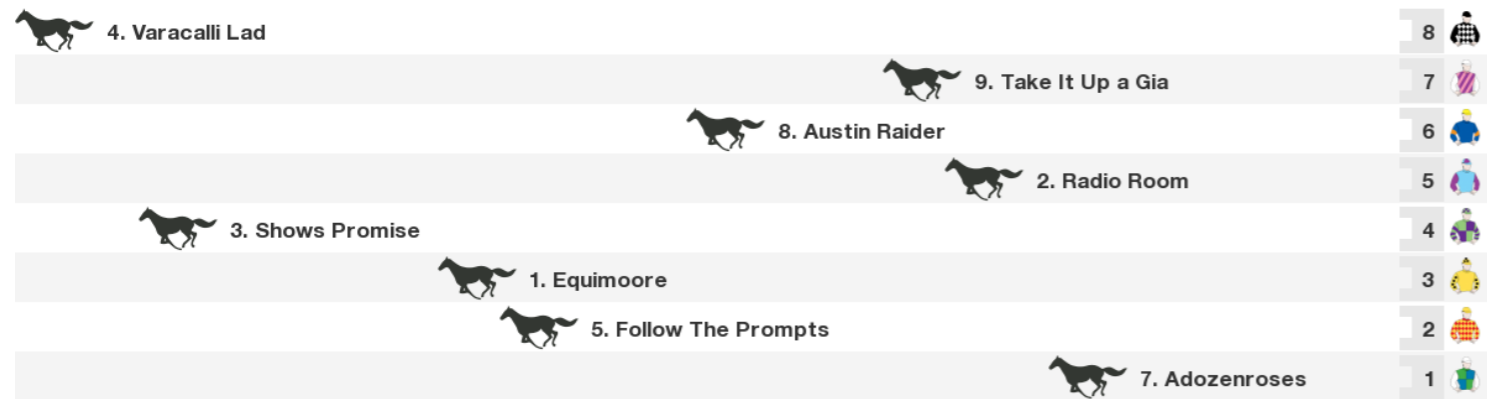 4. Varacalli Lad 8
9. Take It Up a Gia 7
8. Austin Raider 6
2. Radio Room 5
3. Shows Promise 4
1. Equimoore 3
5. Follow The Prompts 2
7. Adozenroses 1